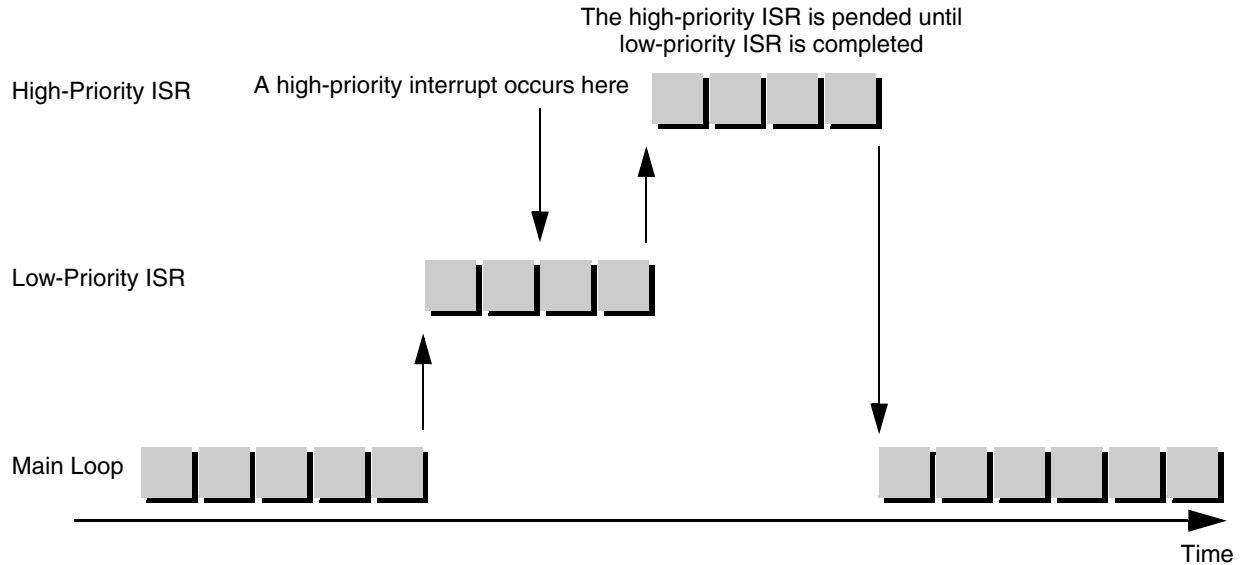 The high-priority ISR is pended until
low-priority ISR is completed
High-Priority ISR
A high-priority interrupt occurs here
Low-Priority ISR
Main Loop
Time